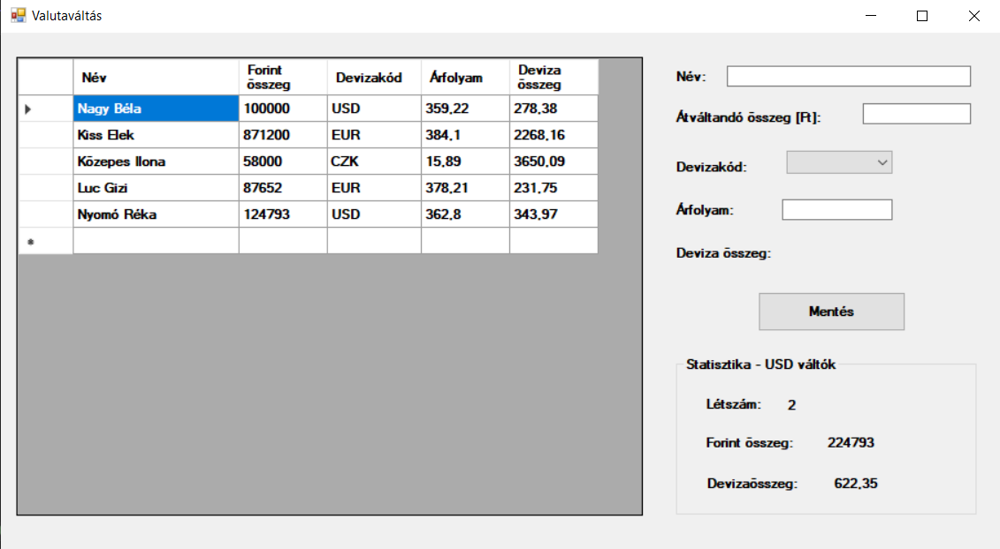 Valutaváltás
Név Forint összeg Devizakód Árfolyam Deviza összeg
Nagy Béla 100000 USD 359,22 278,38
Kiss Elek 871200 EUR 384,1 2268,16
Közepes Ilona 58000 CZK 15,89 3650,09
Luc Gizi 87652 EUR 378,21 231,75
Nyomó Réka 124793 USD 362,8 343,97
Név:
Átváltandó összeg [Ft]:
Devizakód:
Árfolyam:
Deviza összeg:
Mentés
Statisztika - USD váltók
Létszám: 2
Forint összeg: 224793
Devizaösszeg: 622,35